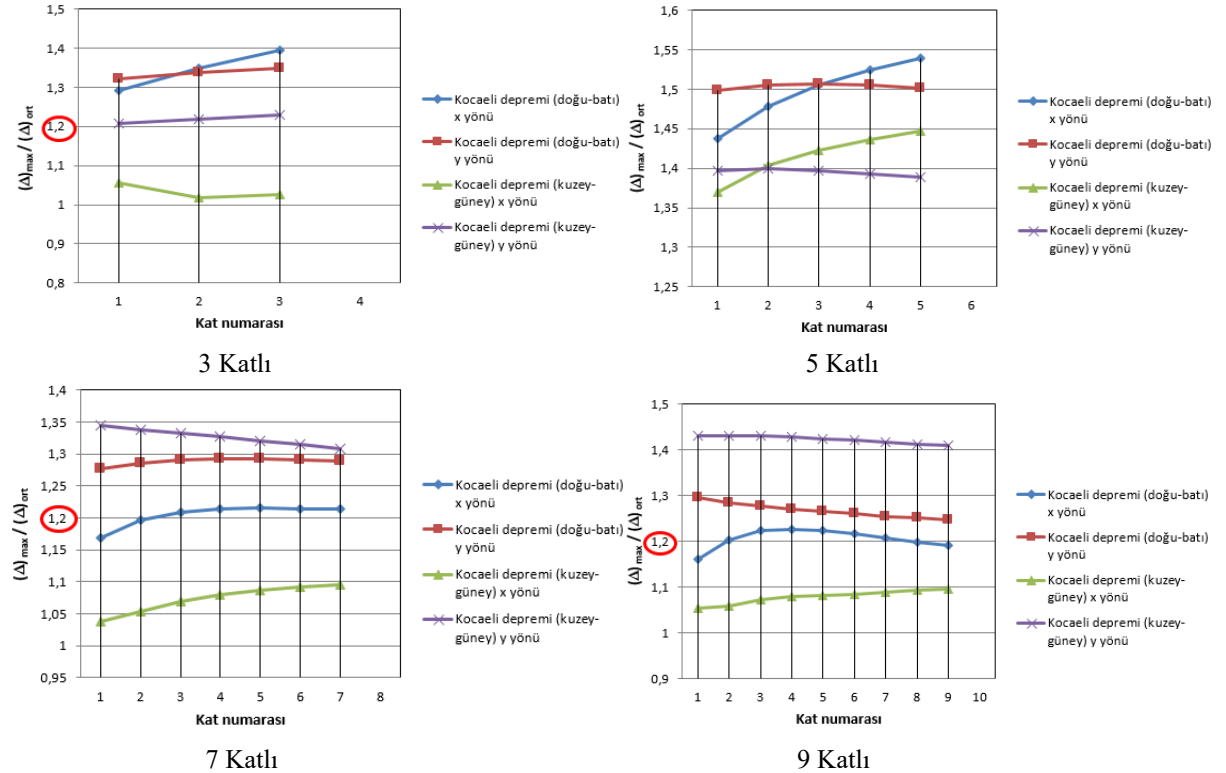 1,5
1,4
1,3
1,2
1,1
1
0,9
0,8
(Δ)max / (Δ)ort
1 2 3 4
Kat numarası
Kocaeli depremi (doğu-batı)
x yönü
Kocaeli depremi (doğu-batı)
y yönü
Kocaeli depremi (kuzey-
güney) x yönü
Kocaeli depremi (kuzey-
güney) y yönü
3 Katlı
1,6
1,55
1,5
1,45
1,4
1,35
1,3
1,25
(Δ)max / (Δ)ort
1 2 3 4 5 6
Kat numarası
Kocaeli depremi (doğu-batı)
x yönü
Kocaeli depremi (doğu-batı)
y yönü
Kocaeli depremi (kuzey-
güney) x yönü
Kocaeli depremi (kuzey-
güney) y yönü
5 Katlı
1,4
1,35
1,3
1,25
1,2
1,15
1,1
1,05
1
0,95
(Δ)max / (Δ)ort
1 2 3 4 5 6 7 8
Kat numarası
Kocaeli depremi (doğu-batı)
x yönü
Kocaeli depremi (doğu-batı)
y yönü
Kocaeli depremi (kuzey-
güney) x yönü
Kocaeli depremi (kuzey-
güney) y yönü
7 Katlı
1,5
1,4
1,3
1,2
1,1
1
0,9
(Δ)max / (Δ)ort
1 2 3 4 5 6 7 8 9 10
Kat numarası
Kocaeli depremi (doğu-batı)
x yönü
Kocaeli depremi (doğu-batı)
y yönü
Kocaeli depremi (kuzey-
güney) x yönü
Kocaeli depremi (kuzey-
güney) y yönü
9 Katlı